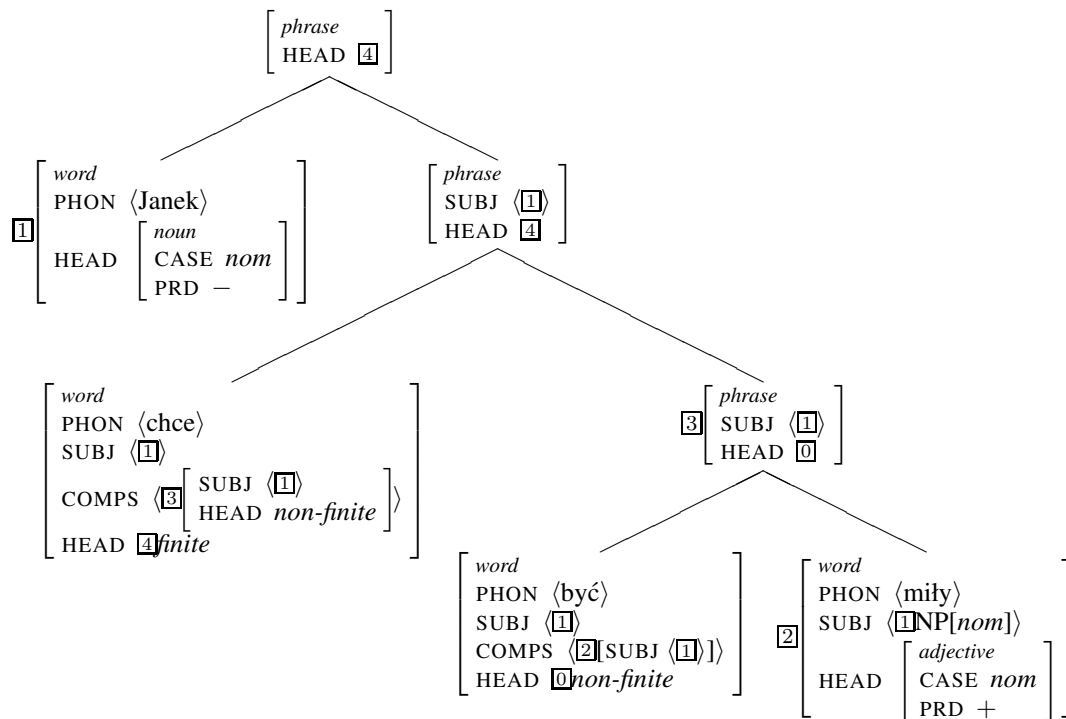 phrase
HEAD 4
word
PHON ⟨Janek⟩
1
HEAD
noun
CASE nom
PRD −
phrase
SUBJ ⟨1⟩
HEAD 4
word
PHON ⟨chce⟩
SUBJ ⟨1⟩
COMPS ⟨3
SUBJ ⟨1⟩
HEAD non-finite
⟩
HEAD 4finite
3
phrase
SUBJ ⟨1⟩
HEAD 0
word
PHON ⟨być⟩
SUBJ ⟨1⟩
COMPS ⟨2[SUBJ ⟨1⟩]⟩
HEAD 0non-finite
2
word
PHON ⟨miły⟩
SUBJ ⟨1NP[nom]⟩
HEAD
adjective
CASE nom
PRD +